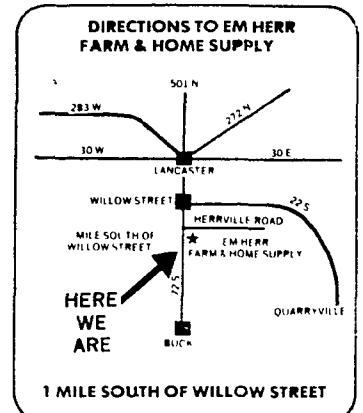 DIRECTIONS TO EM HERR
FARM & HOME SUPPLY
501 N
283 W
272 N
30 W
30 E
LANCASTER
WILLOW STREET
22 S
HERRVILLE ROAD
MILE SOUTH OF
WILLOW STREET
EM HERR
FARM & HOME SUPPLY
72 S
HERE
WE
ARE
QUARRYVILLE
BUCK
1 MILE SOUTH OF WILLOW STREET